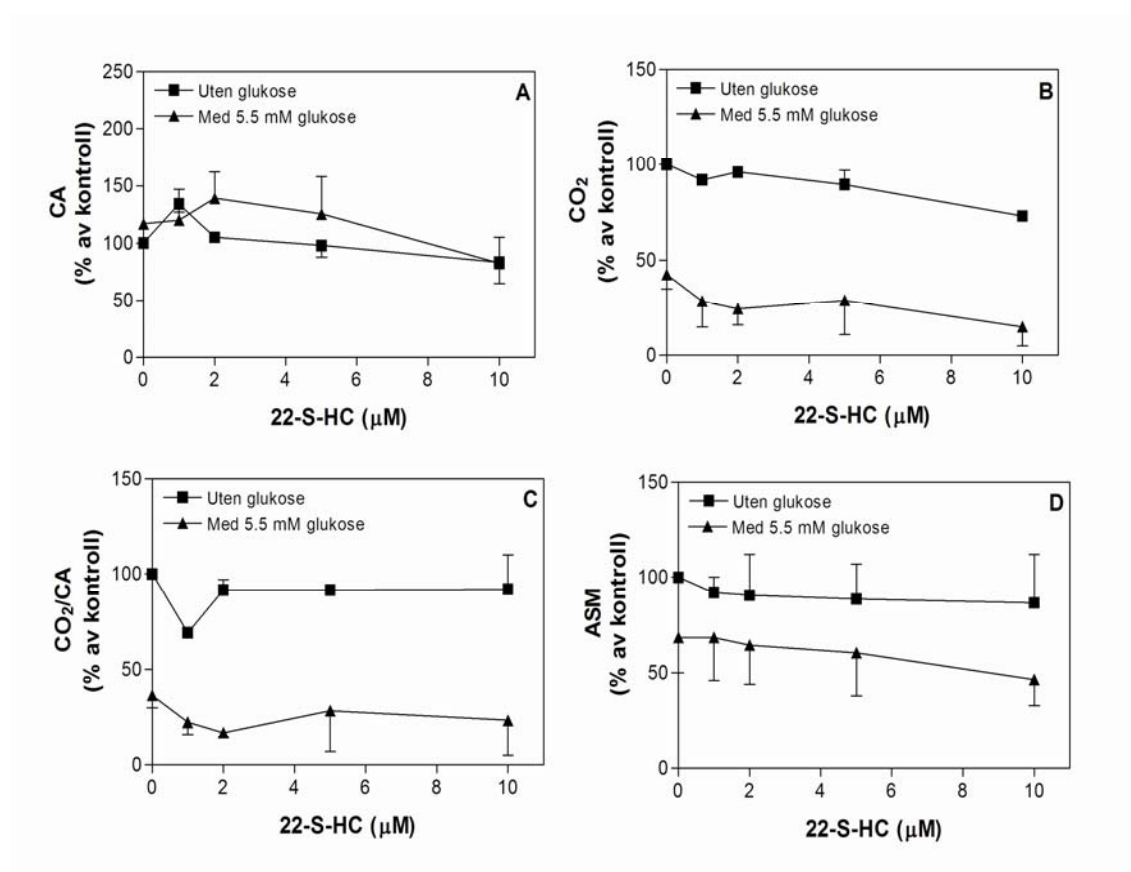 A
Uten glukose
Med 5.5 mM glukose
CA
(% av kontroll)
250
200
150
100
50
0
0 2 4 6 8 10
22-S-HC (μM)
B
Uten glukose
Med 5.5 mM glukose
CO₂
(% av kontroll)
150
100
50
0
0 2 4 6 8 10
22-S-HC (μM)
C
Uten glukose
Med 5.5 mM glukose
CO₂/CA
(% av kontroll)
150
100
50
0
0 2 4 6 8 10
22-S-HC (μM)
D
Uten glukose
Med 5.5 mM glukose
ASM
(% av kontroll)
150
100
50
0
0 2 4 6 8 10
22-S-HC (μM)